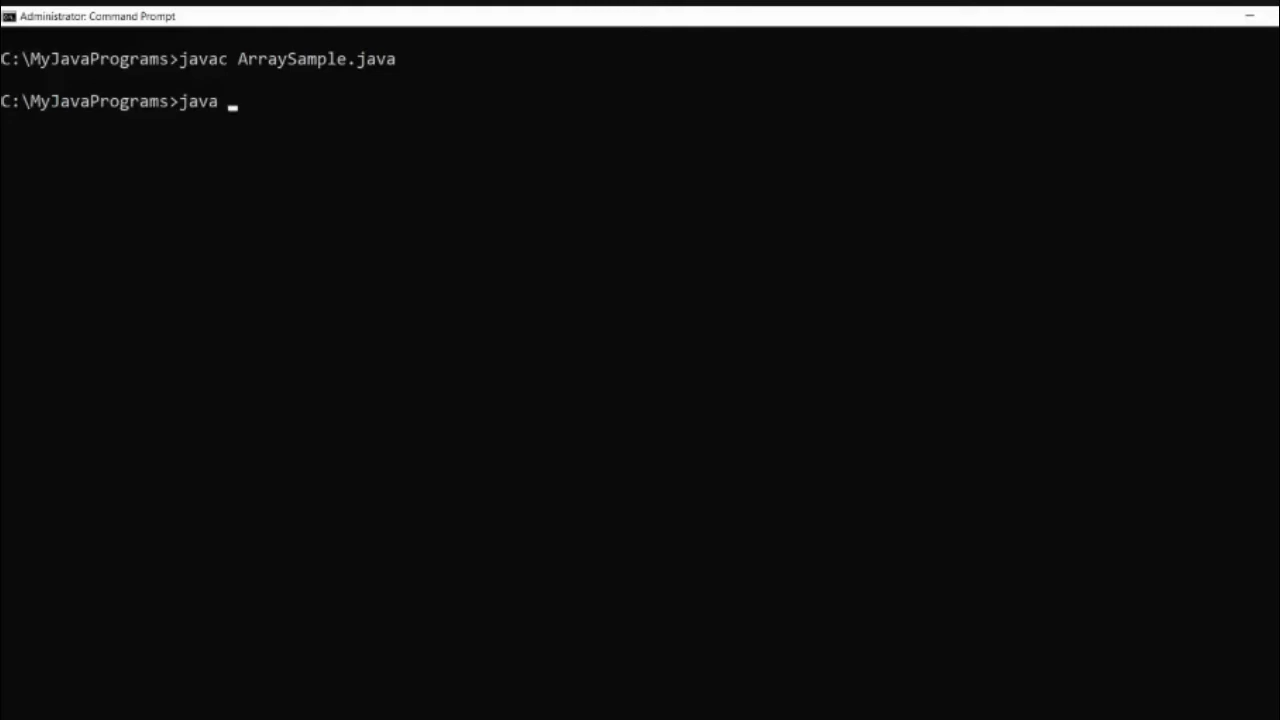 Administrator: Command Prompt
C:\MyJavaPrograms>javac ArraySample.java
C:\MyJavaPrograms>java